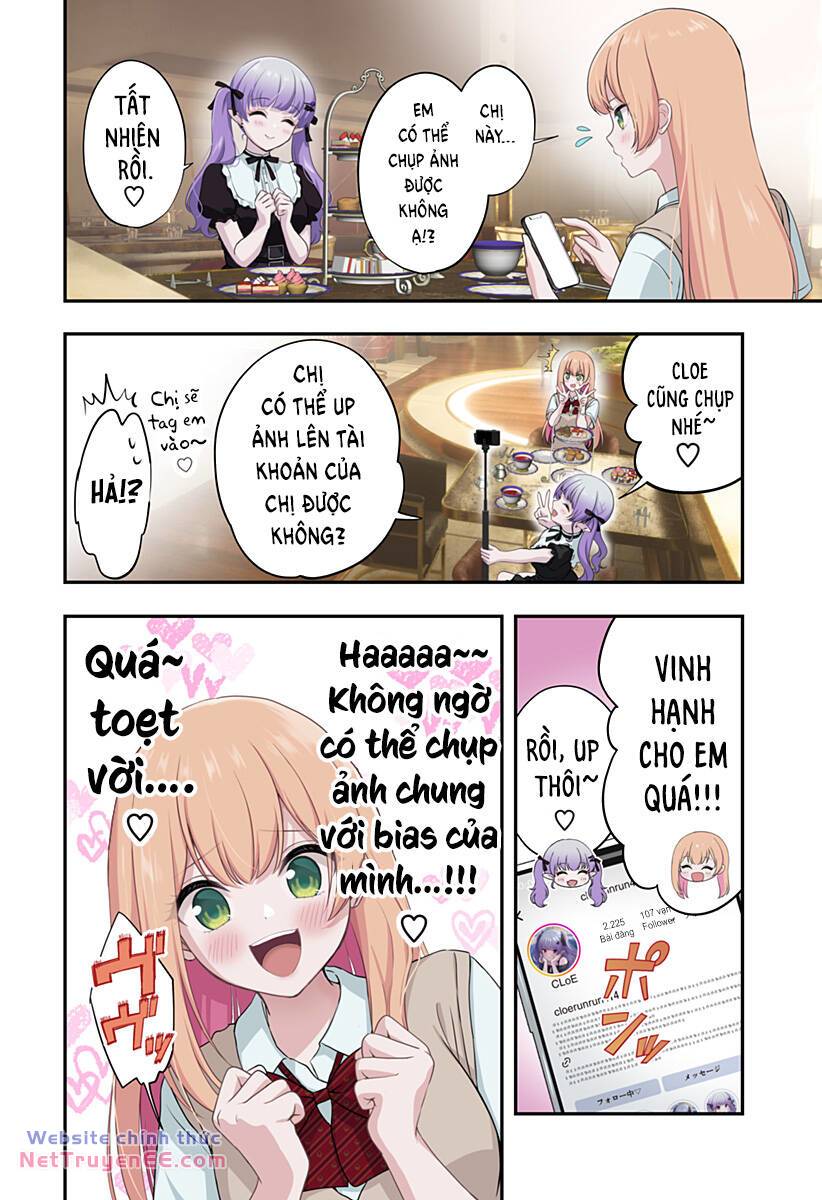 CHỊ
NÀY...
EM
CÓ THỂ
CHỤP ẢNH
ĐƯỢC
KHÔNG
Ạ!?
TẤT
NHIÊN
RỒI.
♡
CLOE
CŨNG CHỤP
NHÉ~
♡
CHỊ
CÓ THỂ UP
ẢNH LÊN TÀI
KHOẢN CỦA
CHỊ ĐƯỢC
KHÔNG?
Chị sẽ
tag em
vào~
♡
HẢ!?
VINH
HẠNH
CHO EM
QUÁ!!!
RỒI, UP
THÔI~
♡
2.225
Bài đăng
107 vạn
Follower
CLoE
ポンッ
フォロー中♡
メッセージ
Haaaaa~~
Không ngờ
có thể chụp
ảnh chung
với bias của
mình...!!!
♡
Quá~
toẹt
vời....
♡
ヴヴッ
Website chính thức
NetTruyenEE.com